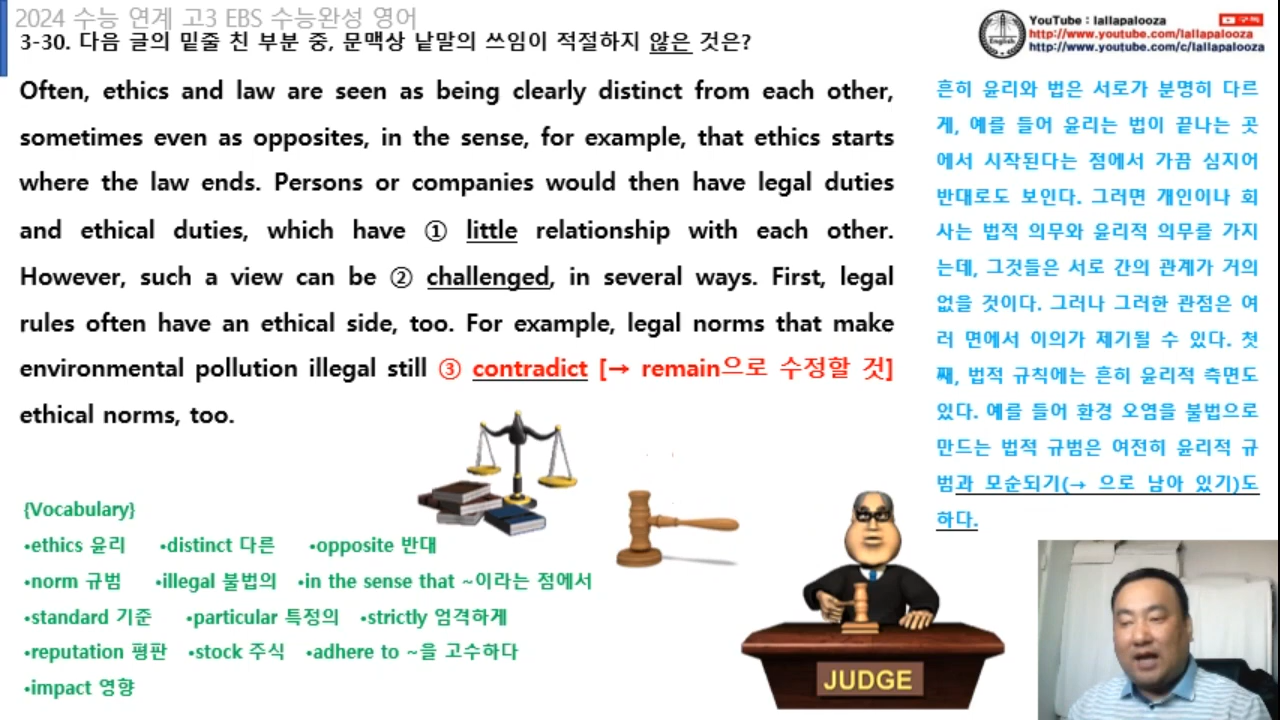 2024 수능 연계 고3 EBS 수능완성 영어
3-30. 다음 글의 밑줄 친 부분 중, 문맥상 낱말의 쓰임이 적절하지 않은 것은?
YouTube : lallapalooza
구독
http://www.youtube.com/lallapalooza
http://www.youtube.com/c/lallapalooza
English
Often, ethics and law are seen as being clearly distinct from each other,
sometimes even as opposites, in the sense, for example, that ethics starts
where the law ends. Persons or companies would then have legal duties
and ethical duties, which have ① little relationship with each other.
However, such a view can be ② challenged, in several ways. First, legal
rules often have an ethical side, too. For example, legal norms that make
environmental pollution illegal still ③ contradict [→ remain으로 수정할 것]
ethical norms, too.
흔히 윤리와 법은 서로가 분명히 다르
게, 예를 들어 윤리는 법이 끝나는 곳
에서 시작된다는 점에서 가끔 심지어
반대로도 보인다. 그러면 개인이나 회
사는 법적 의무와 윤리적 의무를 가지
는데, 그것들은 서로 간의 관계가 거의
없을 것이다. 그러나 그러한 관점은 여
러 면에서 이의가 제기될 수 있다. 첫
째, 법적 규칙에는 흔히 윤리적 측면도
있다. 예를 들어 환경 오염을 불법으로
만드는 법적 규범은 여전히 윤리적 규
범과 모순되기(→ 으로 남아 있기)도
하다.
{Vocabulary}
•ethics 윤리 •distinct 다른 •opposite 반대
•norm 규범 •illegal 불법의 •in the sense that ~이라는 점에서
•standard 기준 •particular 특정의 •strictly 엄격하게
•reputation 평판 •stock 주식 •adhere to ~을 고수하다
•impact 영향
JUDGE